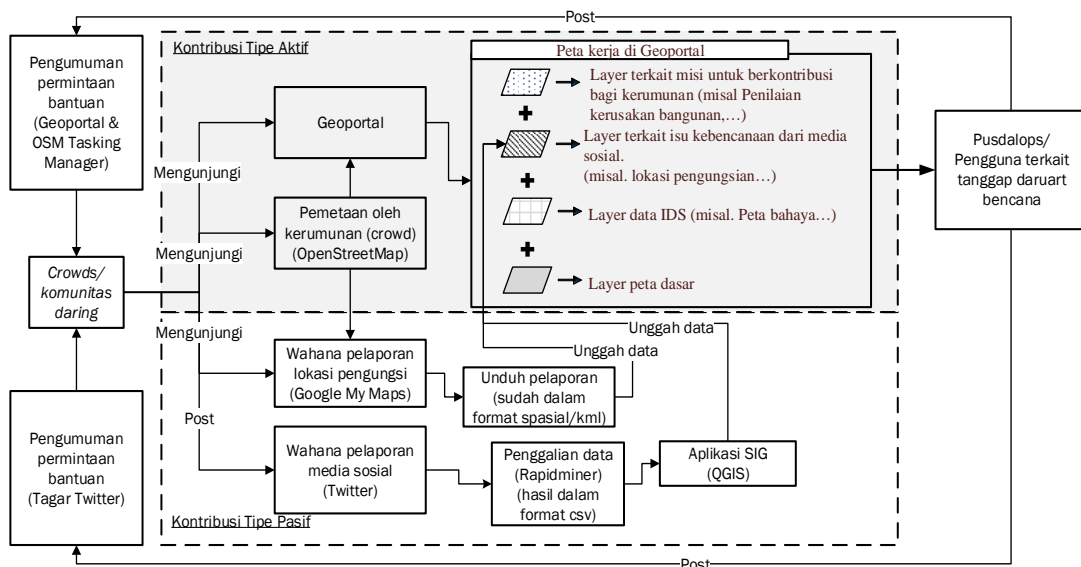 Post
Pengumuman
permintaan
bantuan
(Geoportal &
OSM Tasking
Manager)
Kontribusi Tipe Aktif
Peta kerja di Geoportal
Layer terkait misi untuk berkontribusi
bagi kerumunan (misal Penilaian
kerusakan bangunan,…)
Layer terkait isu kebencanaan dari media
sosial.
(misal. lokasi pengungsian…)
Layer data IDS (misal. Peta bahaya…)
Layer peta dasar
Geoportal
Mengunjungi
Pemetaan oleh
kerumunan (crowd)
(OpenStreetMap)
Mengunjungi
Pusdalops/
Pengguna terkait
tanggap daruart
bencana
Crowds/
komunitas
daring
Mengunjungi
Unggah data
Unggah data
Wahana pelaporan
lokasi pengungsi
(Google My Maps)
Unduh pelaporan
(sudah dalam
format spasial/kml)
Post
Pengumuman
permintaan
bantuan
(Tagar Twitter)
Wahana pelaporan
media sosial
(Twitter)
Penggalian data
(Rapidminer)
(hasil dalam
format csv)
Aplikasi SIG
(QGIS)
Kontribusi Tipe Pasif
Post